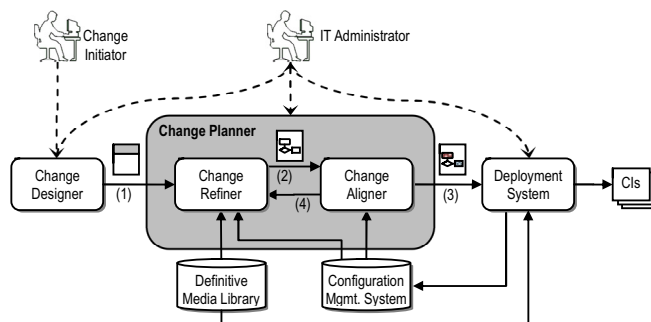 Change
Initiator
IT Administrator
Change Planner
Change
Designer
(1)
Change
Refiner
(2)
(4)
Change
Aligner
(3)
Deployment
System
CIs
Definitive
Media Library
Configuration
Mgmt. System